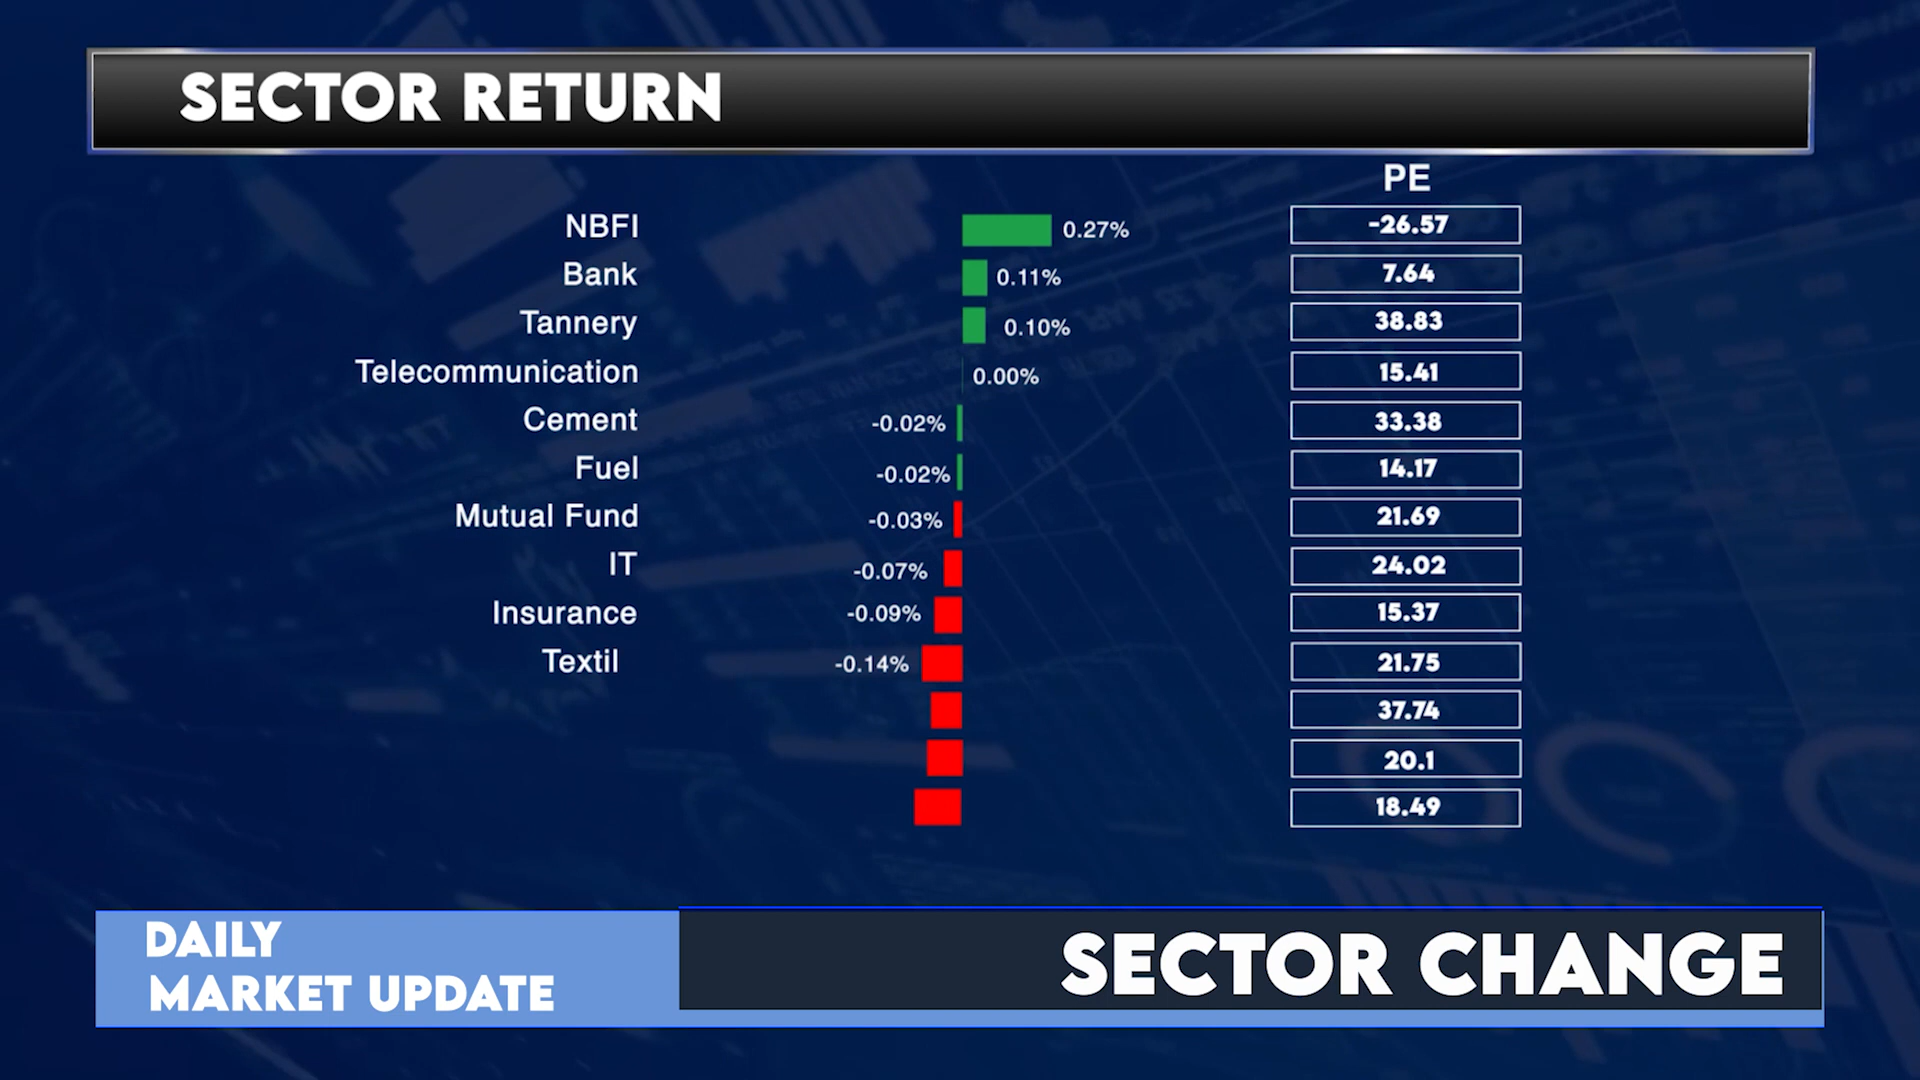 SECTOR RETURN
PE
NBFI 0.27% -26.57
Bank 0.11% 7.64
Tannery 0.10% 38.83
Telecommunication 0.00% 15.41
Cement -0.02% 33.38
Fuel -0.02% 14.17
Mutual Fund -0.03% 21.69
IT -0.07% 24.02
Insurance -0.09% 15.37
Textil -0.14% 21.75
37.74
20.1
18.49
DAILY
MARKET UPDATE
SECTOR CHANGE